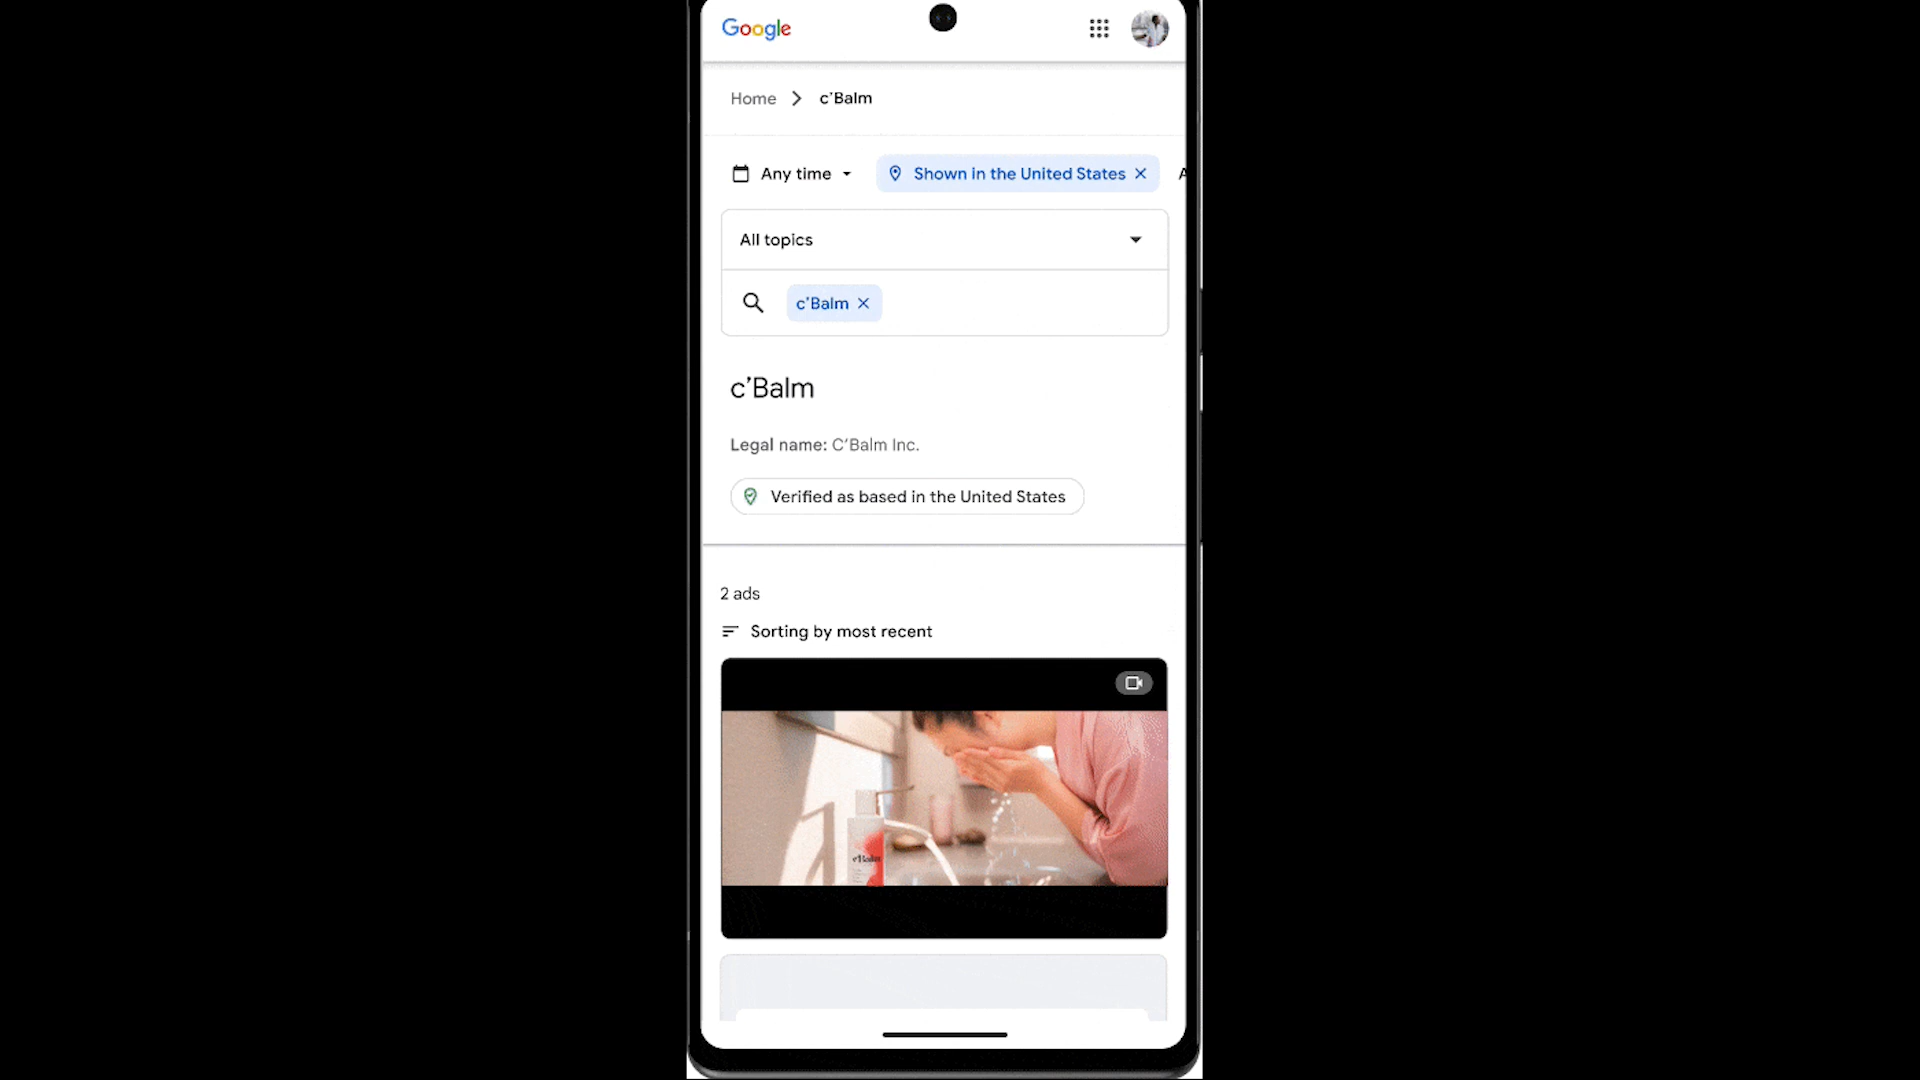 Google
Home > c’Balm
Any time
Shown in the United States
All topics
c’Balm
c’Balm
Legal name: C’Balm Inc.
Verified as based in the United States
2 ads
Sorting by most recent
c’Balm